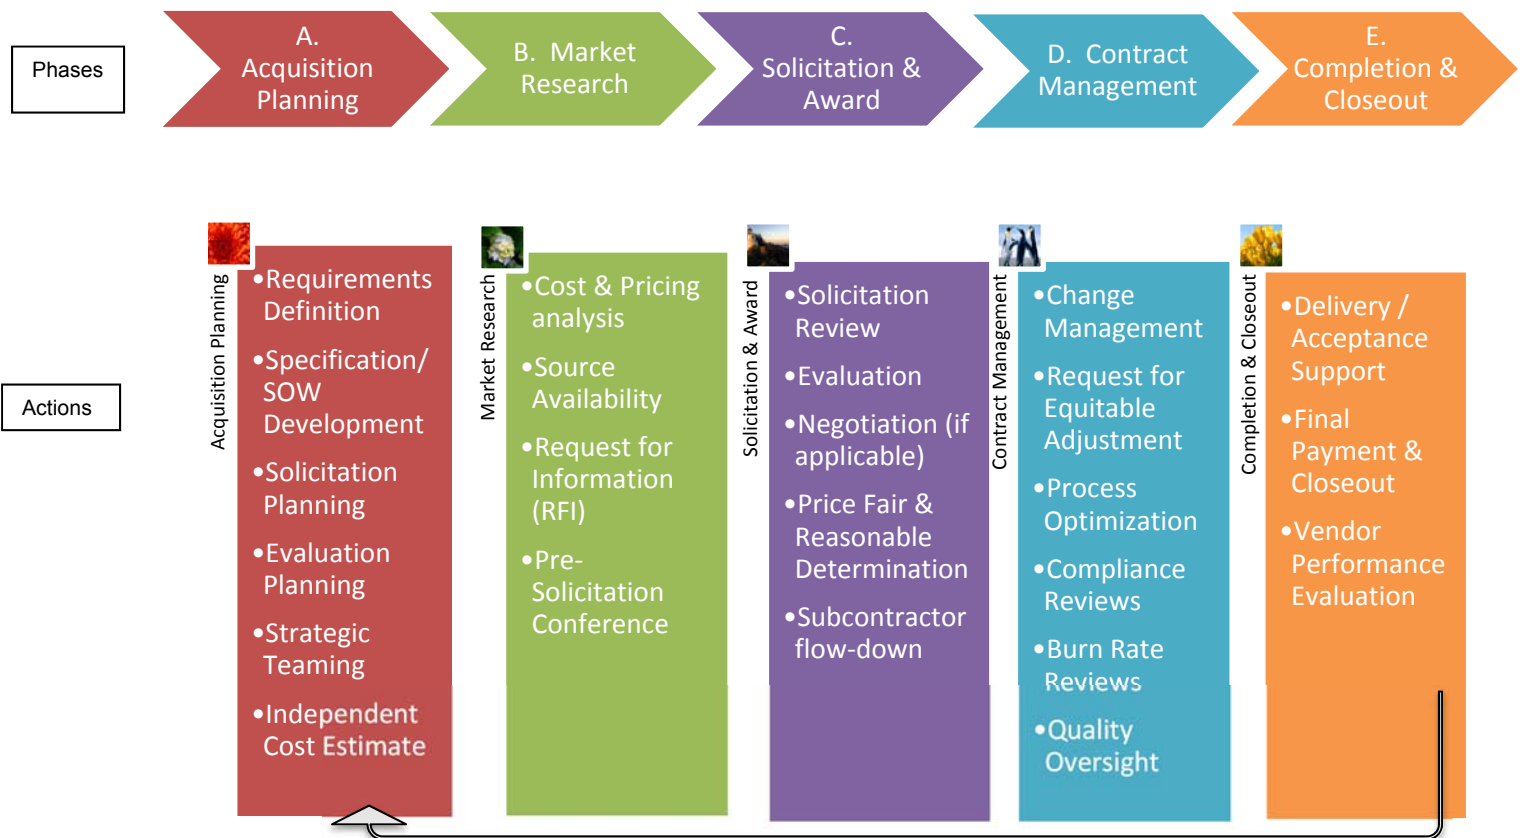 Phases
A.
Acquisition
Planning
B. Market
Research
C.
Solicitation &
Award
D. Contract
Management
E.
Completion &
Closeout
Actions
Acquisition Planning
•Requirements
Definition
•Specification/
SOW
Development
•Solicitation
Planning
•Evaluation
Planning
•Strategic
Teaming
•Independent
Cost Estimate
Market Research
•Cost & Pricing
analysis
•Source
Availability
•Request for
Information
(RFI)
•Pre-
Solicitation
Conference
Solicitation & Award
•Solicitation
Review
•Evaluation
•Negotiation (if
applicable)
•Price Fair &
Reasonable
Determination
•Subcontractor
flow-down
Contract Management
•Change
Management
•Request for
Equitable
Adjustment
•Process
Optimization
•Compliance
Reviews
•Burn Rate
Reviews
•Quality
Oversight
Completion & Closeout
•Delivery /
Acceptance
Support
•Final
Payment &
Closeout
•Vendor
Performance
Evaluation